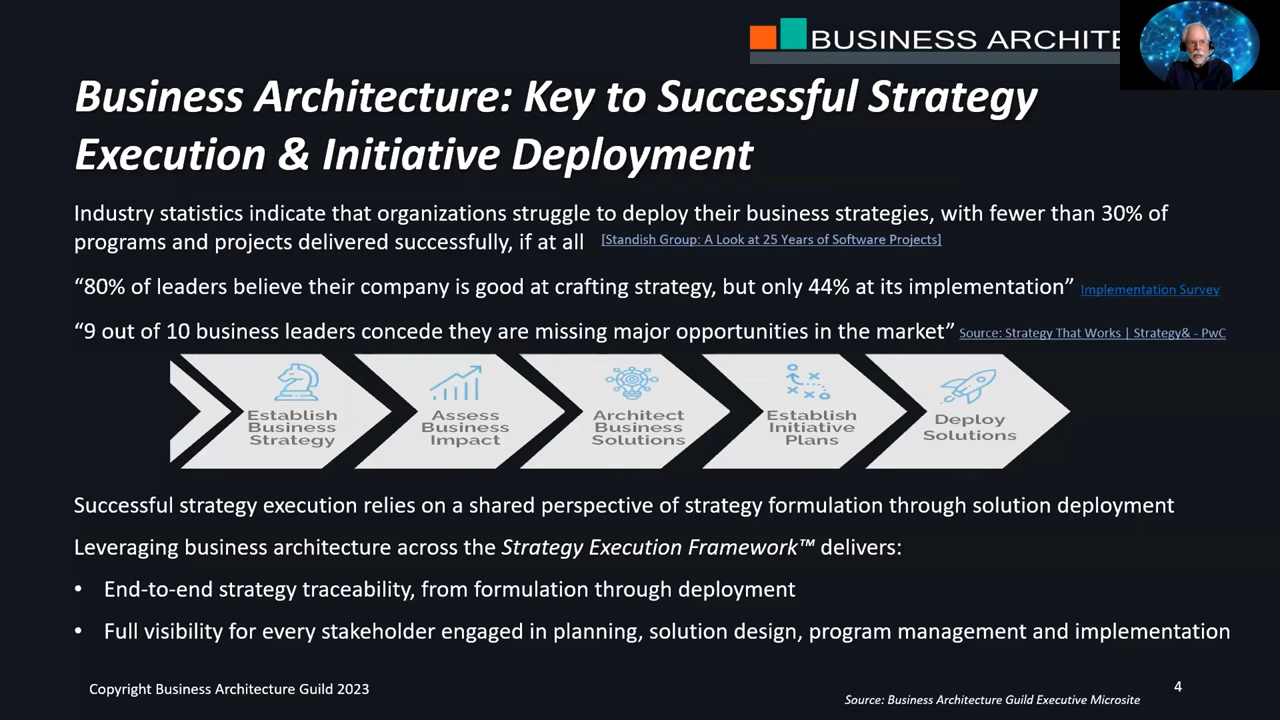 BUSINESS ARCHITE
Business Architecture: Key to Successful Strategy
Execution & Initiative Deployment
Industry statistics indicate that organizations struggle to deploy their business strategies, with fewer than 30% of
programs and projects delivered successfully, if at all [Standish Group: A Look at 25 Years of Software Projects]
“80% of leaders believe their company is good at crafting strategy, but only 44% at its implementation” Implementation Survey
“9 out of 10 business leaders concede they are missing major opportunities in the market” Source: Strategy That Works | Strategy& - PwC
Establish
Business
Strategy
Assess
Business
Impact
Architect
Business
Solutions
Establish
Initiative
Plans
Deploy
Solutions
Successful strategy execution relies on a shared perspective of strategy formulation through solution deployment
Leveraging business architecture across the Strategy Execution Framework™ delivers:
• End-to-end strategy traceability, from formulation through deployment
• Full visibility for every stakeholder engaged in planning, solution design, program management and implementation
Copyright Business Architecture Guild 2023
Source: Business Architecture Guild Executive Microsite
4